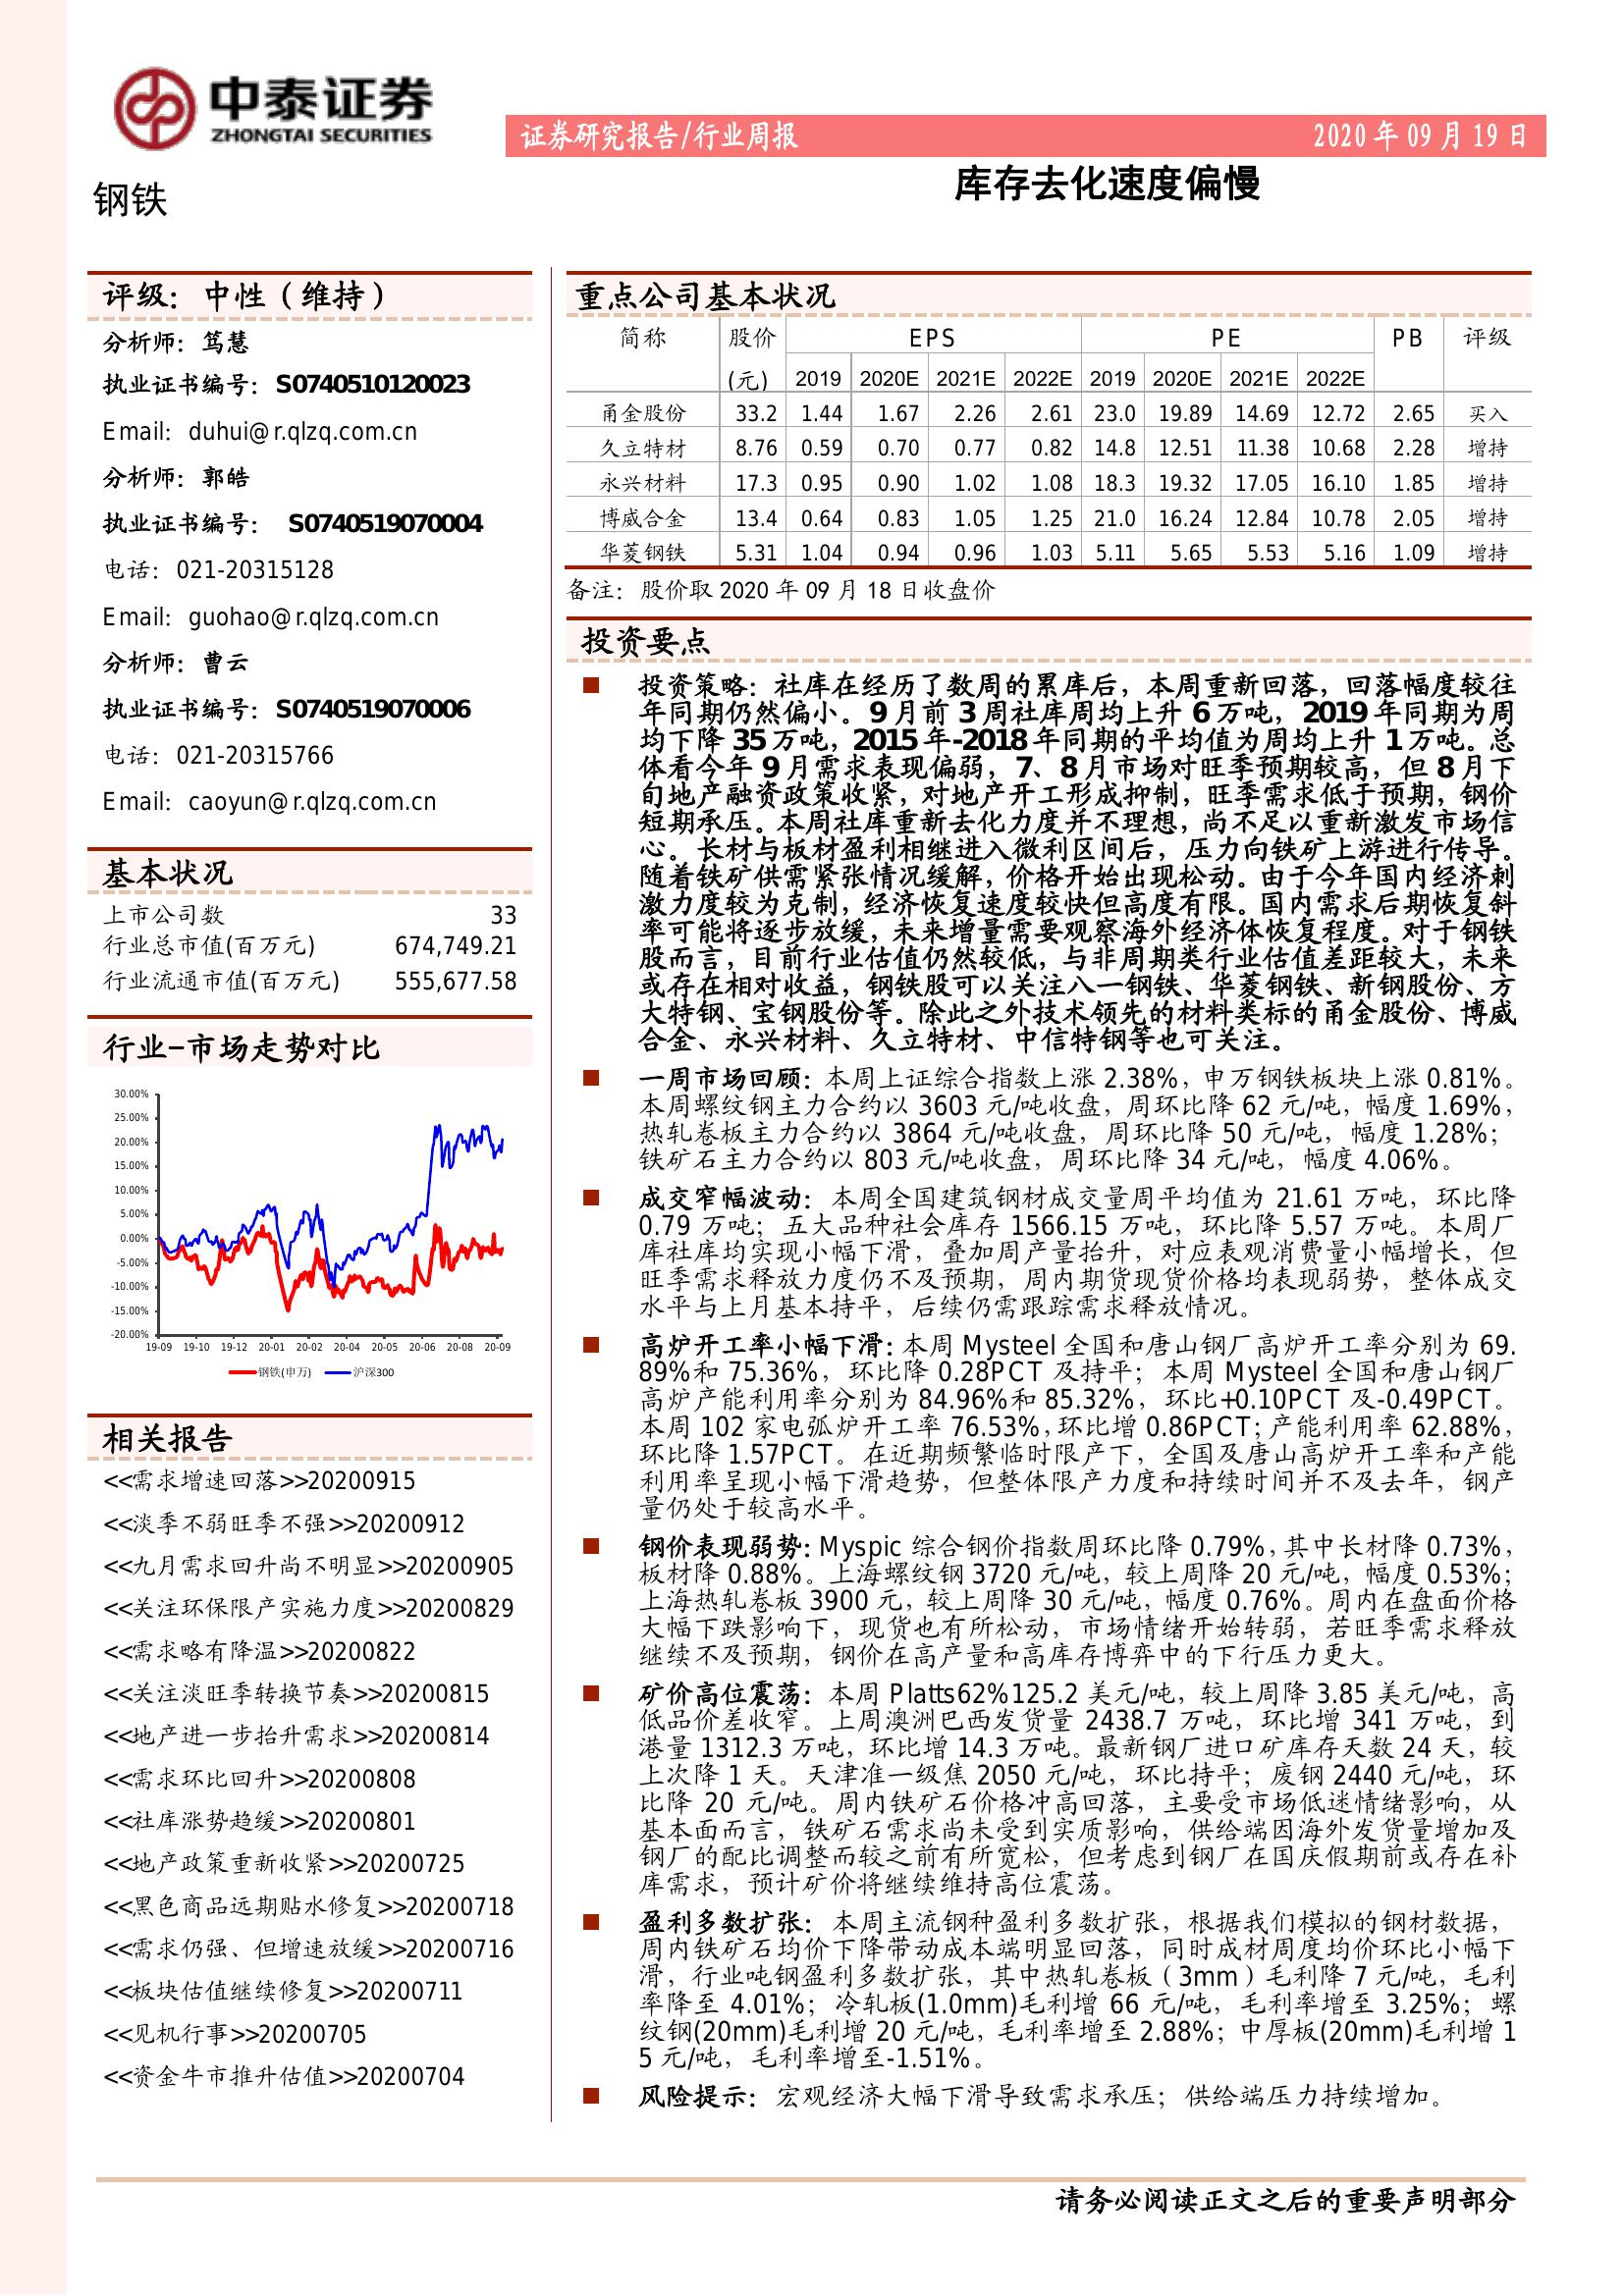 中泰证券
ZHONGTAI SECURITIES
证券研究报告/行业周报 2020 年 09 月 19 日
钢铁
库存去化速度偏慢
评级：中性（维持）
分析师：笃慧
执业证书编号：S0740510120023
Email：duhui@r.qlzq.com.cn
分析师：郭皓
执业证书编号： S0740519070004
电话：021-20315128
Email：guohao@r.qlzq.com.cn
分析师：曹云
执业证书编号：S0740519070006
电话：021-20315766
Email：caoyun@r.qlzq.com.cn
基本状况
上市公司数 33
行业总市值(百万元) 674,749.21
行业流通市值(百万元) 555,677.58
行业-市场走势对比
30.00%
25.00%
20.00%
15.00%
10.00%
5.00%
0.00%
-5.00%
-10.00%
-15.00%
-20.00%
19-09 19-10 19-12 20-01 20-02 20-04 20-05 20-06 20-08 20-09
钢铁(申万) 沪深300
相关报告
<<需求增速回落>>20200915
<<淡季不弱旺季不强>>20200912
<<九月需求回升尚不明显>>20200905
<<关注环保限产实施力度>>20200829
<<需求略有降温>>20200822
<<关注淡旺季转换节奏>>20200815
<<地产进一步抬升需求>>20200814
<<需求环比回升>>20200808
<<社库涨势趋缓>>20200801
<<地产政策重新收紧>>20200725
<<黑色商品远期贴水修复>>20200718
<<需求仍强、但增速放缓>>20200716
<<板块估值继续修复>>20200711
<<见机行事>>20200705
<<资金牛市推升估值>>20200704
重点公司基本状况
简称 股价 EPS PE PB 评级
(元) 2019 2020E 2021E 2022E 2019 2020E 2021E 2022E
甬金股份 33.2 1.44 1.67 2.26 2.61 23.0 19.89 14.69 12.72 2.65 买入
久立特材 8.76 0.59 0.70 0.77 0.82 14.8 12.51 11.38 10.68 2.28 增持
永兴材料 17.3 0.95 0.90 1.02 1.08 18.3 19.32 17.05 16.10 1.85 增持
博威合金 13.4 0.64 0.83 1.05 1.25 21.0 16.24 12.84 10.78 2.05 增持
华菱钢铁 5.31 1.04 0.94 0.96 1.03 5.11 5.65 5.53 5.16 1.09 增持
备注：股价取 2020 年 09 月 18 日收盘价
投资要点
投资策略：社库在经历了数周的累库后，本周重新回落，回落幅度较往
年同期仍然偏小。9 月前 3 周社库周均上升 6 万吨，2019 年同期为周
均下降 35 万吨，2015 年-2018 年同期的平均值为周均上升 1 万吨。总
体看今年 9 月需求表现偏弱，7、8 月市场对旺季预期较高，但 8 月下
旬地产融资政策收紧，对地产开工形成抑制，旺季需求低于预期，钢价
短期承压。本周社库重新去化力度并不理想，尚不足以重新激发市场信
心。长材与板材盈利相继进入微利区间后，压力向铁矿上游进行传导。
随着铁矿供需紧张情况缓解，价格开始出现松动。由于今年国内经济刺
激力度较为克制，经济恢复速度较快但高度有限。国内需求后期恢复斜
率可能将逐步放缓，未来增量需要观察海外经济体恢复程度。对于钢铁
股而言，目前行业估值仍然较低，与非周期类行业估值差距较大，未来
或存在相对收益，钢铁股可以关注八一钢铁、华菱钢铁、新钢股份、方
大特钢、宝钢股份等。除此之外技术领先的材料类标的甬金股份、博威
合金、永兴材料、久立特材、中信特钢等也可关注。
一周市场回顾：本周上证综合指数上涨 2.38%，申万钢铁板块上涨 0.81%。
本周螺纹钢主力合约以 3603 元/吨收盘，周环比降 62 元/吨，幅度 1.69%，
热轧卷板主力合约以 3864 元/吨收盘，周环比降 50 元/吨，幅度 1.28%；
铁矿石主力合约以 803 元/吨收盘，周环比降 34 元/吨，幅度 4.06%。
成交窄幅波动：本周全国建筑钢材成交量周平均值为 21.61 万吨，环比降
0.79 万吨；五大品种社会库存 1566.15 万吨，环比降 5.57 万吨。本周厂
库社库均实现小幅下滑，叠加周产量抬升，对应表观消费量小幅增长，但
旺季需求释放力度仍不及预期，周内期货现货价格均表现弱势，整体成交
水平与上月基本持平，后续仍需跟踪需求释放情况。
高炉开工率小幅下滑：本周 Mysteel 全国和唐山钢厂高炉开工率分别为 69.
89%和 75.36%，环比降 0.28PCT 及持平；本周 Mysteel 全国和唐山钢厂
高炉产能利用率分别为 84.96%和 85.32%，环比+0.10PCT 及-0.49PCT。
本周 102 家电弧炉开工率 76.53%，环比增 0.86PCT；产能利用率 62.88%，
环比降 1.57PCT。在近期频繁临时限产下，全国及唐山高炉开工率和产能
利用率呈现小幅下滑趋势，但整体限产力度和持续时间并不及去年，钢产
量仍处于较高水平。
钢价表现弱势：Myspic 综合钢价指数周环比降 0.79%，其中长材降 0.73%，
板材降 0.88%。上海螺纹钢 3720 元/吨，较上周降 20 元/吨，幅度 0.53%；
上海热轧卷板 3900 元，较上周降 30 元/吨，幅度 0.76%。周内在盘面价格
大幅下跌影响下，现货也有所松动，市场情绪开始转弱，若旺季需求释放
继续不及预期，钢价在高产量和高库存博弈中的下行压力更大。
矿价高位震荡：本周 Platts62%125.2 美元/吨，较上周降 3.85 美元/吨，高
低品价差收窄。上周澳洲巴西发货量 2438.7 万吨，环比增 341 万吨，到
港量 1312.3 万吨，环比增 14.3 万吨。最新钢厂进口矿库存天数 24 天，较
上次降 1 天。天津准一级焦 2050 元/吨，环比持平；废钢 2440 元/吨，环
比降 20 元/吨。周内铁矿石价格冲高回落，主要受市场低迷情绪影响，从
基本面而言，铁矿石需求尚未受到实质影响，供给端因海外发货量增加及
钢厂的配比调整而较之前有所宽松，但考虑到钢厂在国庆假期前或存在补
库需求，预计矿价将继续维持高位震荡。
盈利多数扩张：本周主流钢种盈利多数扩张，根据我们模拟的钢材数据，
周内铁矿石均价下降带动成本端明显回落，同时成材周度均价环比小幅下
滑，行业吨钢盈利多数扩张，其中热轧卷板（3mm）毛利降 7 元/吨，毛利
率降至 4.01%；冷轧板(1.0mm)毛利增 66 元/吨，毛利率增至 3.25%；螺
纹钢(20mm)毛利增 20 元/吨，毛利率增至 2.88%；中厚板(20mm)毛利增 1
5 元/吨，毛利率增至-1.51%。
风险提示：宏观经济大幅下滑导致需求承压；供给端压力持续增加。
请务必阅读正文之后的重要声明部分